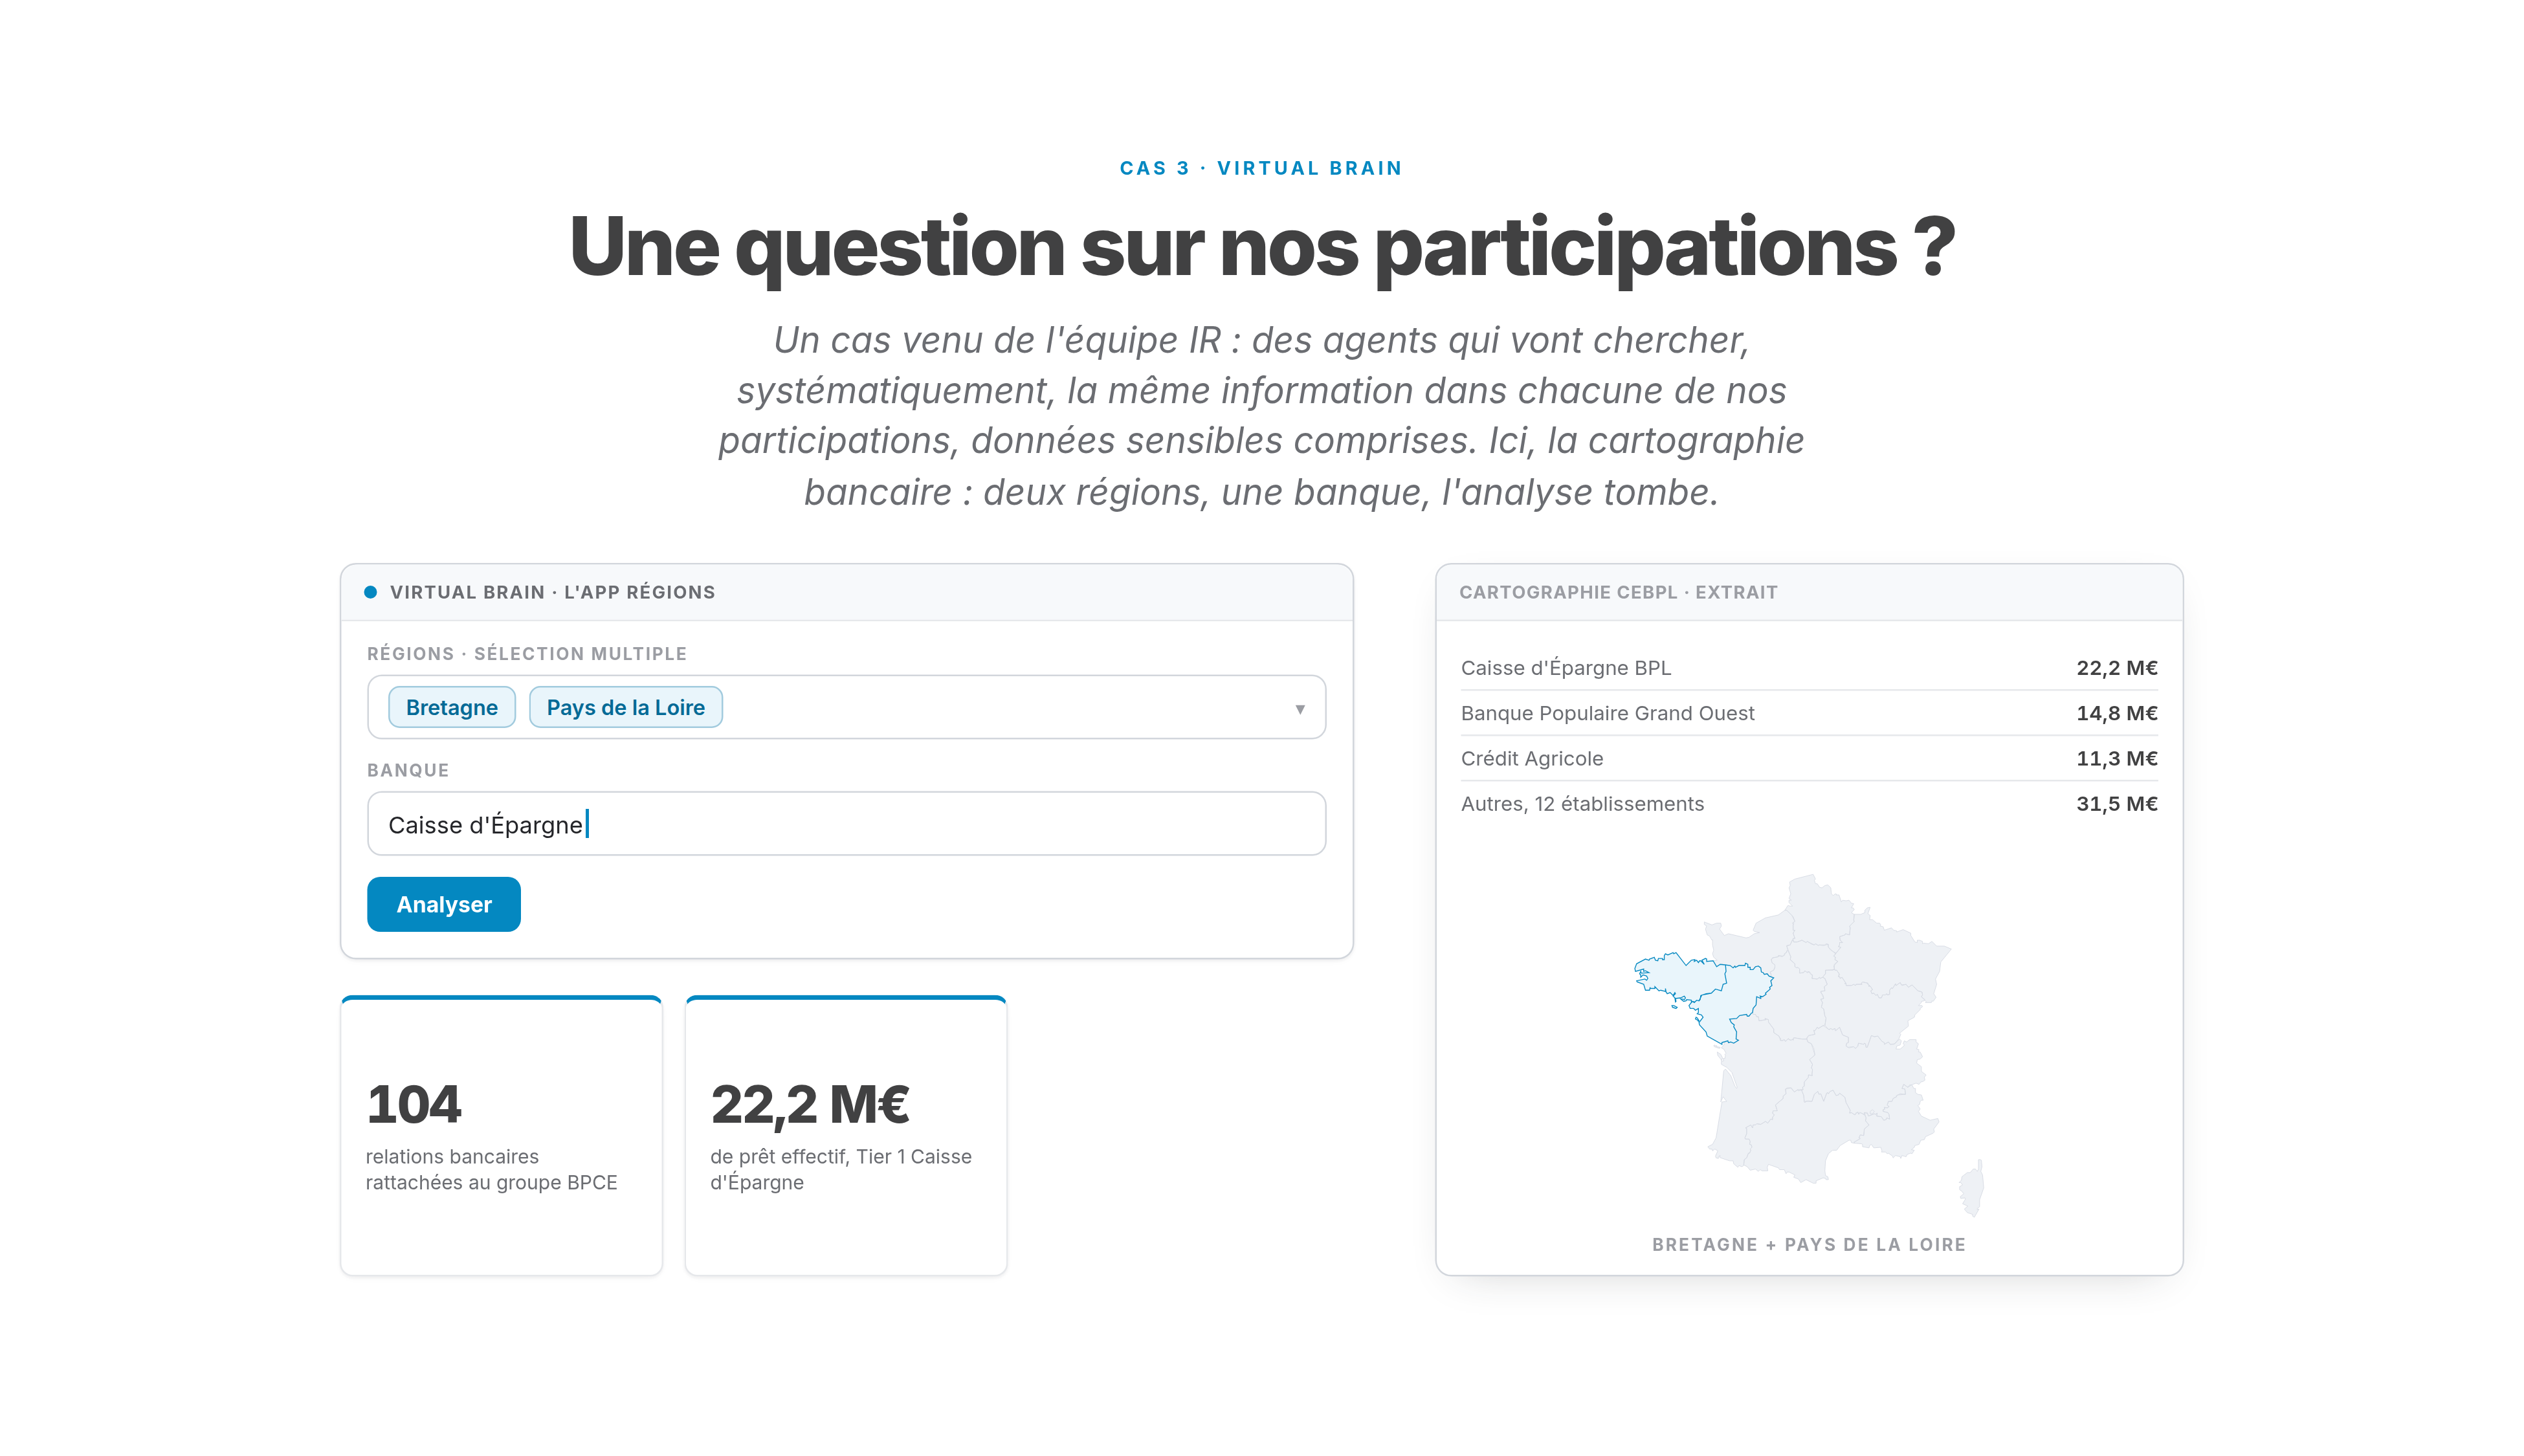 CAS 3 · VIRTUAL BRAIN
Une question sur nos participations ?
Un cas venu de l'équipe IR : des agents qui vont chercher,
systématiquement, la même information dans chacune de nos
participations, données sensibles comprises. Ici, la cartographie
bancaire : deux régions, une banque, l'analyse tombe.
VIRTUAL BRAIN · L'APP RÉGIONS
RÉGIONS · SÉLECTION MULTIPLE
Bretagne Pays de la Loire ▾
BANQUE
Caisse d'Épargne
Analyser
104
relations bancaires
rattachées au groupe BPCE
22,2 M€
de prêt effectif, Tier 1 Caisse
d'Épargne
CARTOGRAPHIE CEBPL · EXTRAIT
Caisse d'Épargne BPL 22,2 M€
Banque Populaire Grand Ouest 14,8 M€
Crédit Agricole 11,3 M€
Autres, 12 établissements 31,5 M€
BRETAGNE + PAYS DE LA LOIRE